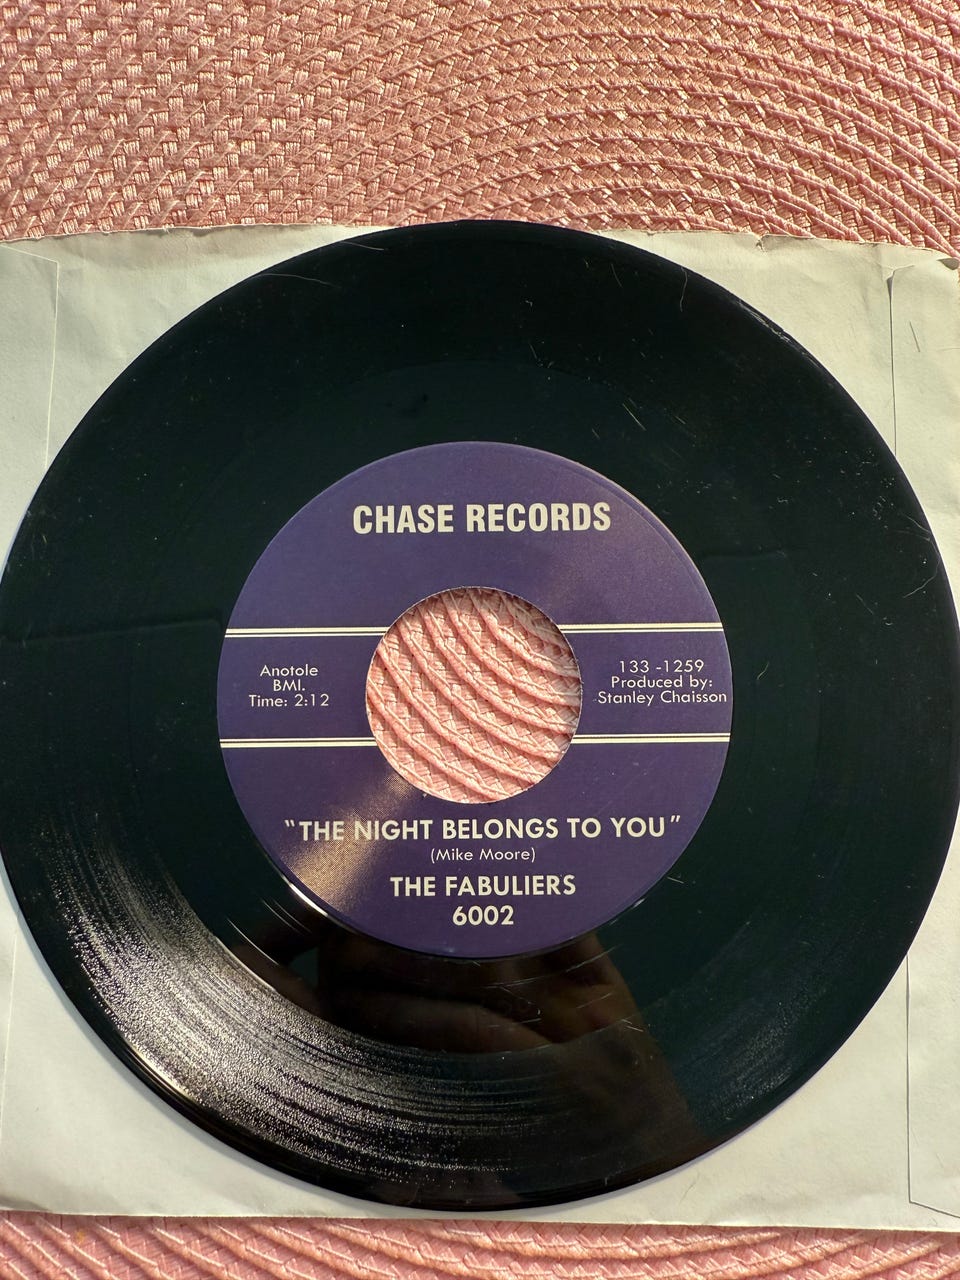 CHASE RECORDS
Anotole
BMI.
Time: 2:12
133 -1259
Produced by:
Stanley Chaisson
"THE NIGHT BELONGS TO YOU"
(Mike Moore)
THE FABULIERS
6002